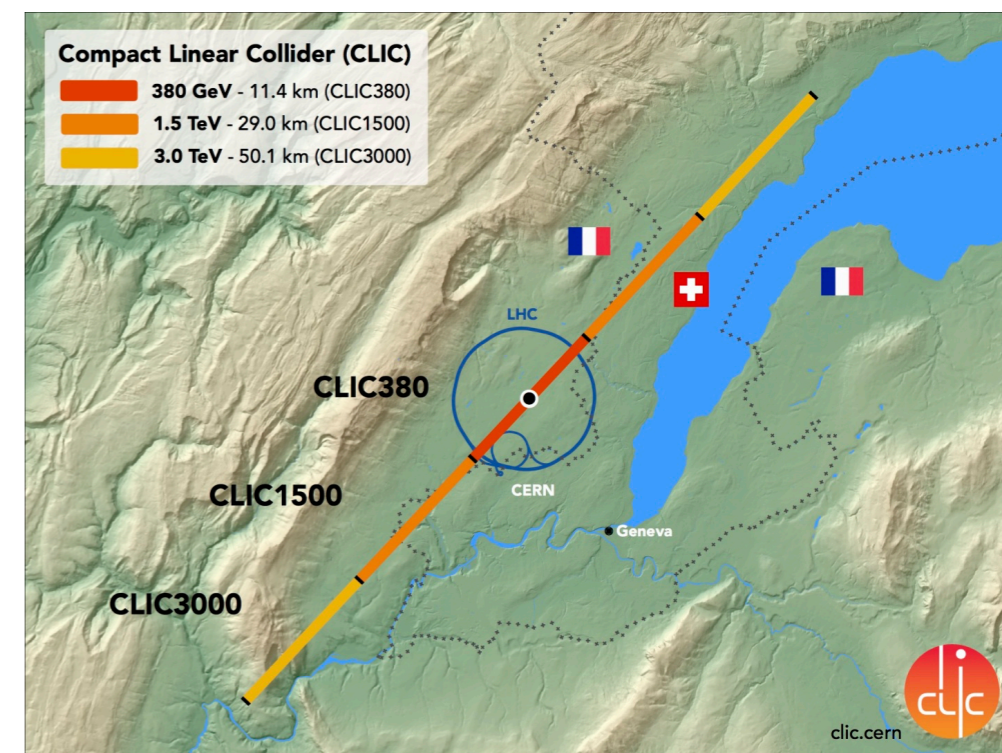 Compact Linear Collider (CLIC)
380 GeV - 11.4 km (CLIC380)
1.5 TeV - 29.0 km (CLIC1500)
3.0 TeV - 50.1 km (CLIC3000)
LHC
CLIC380
CLIC1500
CERN
Geneva
CLIC3000
clic
clic.cern